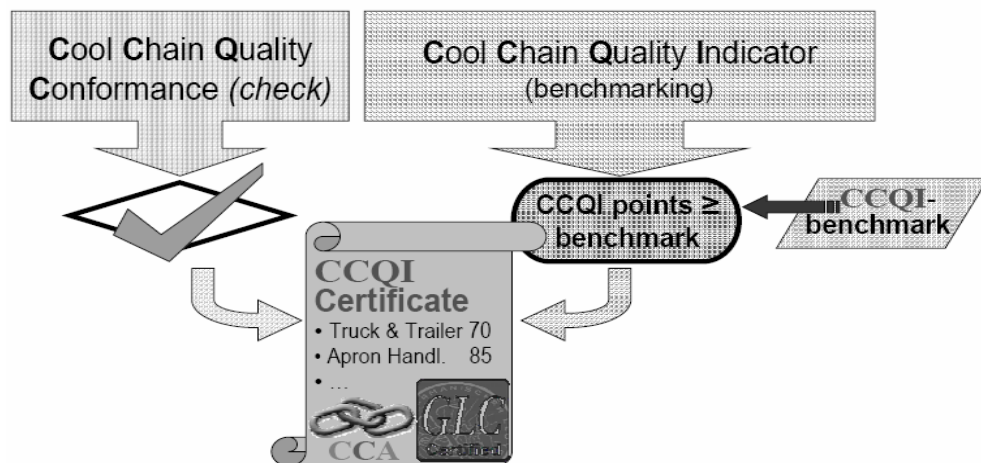 Cool Chain Quality
Conformance (check)
Cool Chain Quality Indicator
(benchmarking)
CCQI points ≥
benchmark
CCQI-
benchmark
CCQI
Certificate
• Truck & Trailer 70
• Apron Handl. 85
• ...
CCA
GLC
Certified